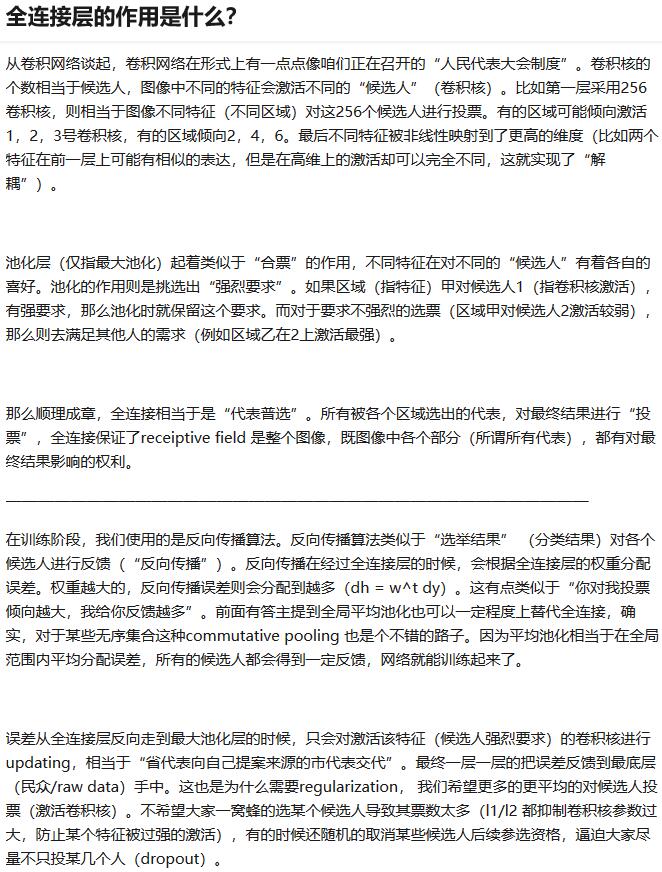 全连接层的作用是什么?
从卷积网络谈起，卷积网络在形式上有一点点像咱们正在召开的“人民代表大会制度”。卷积核的
个数相当于候选人，图像中不同的特征会激活不同的“候选人”（卷积核）。比如第一层采用256
卷积核，则相当于图像不同特征（不同区域）对这256个候选人进行投票。有的区域可能倾向激活
1，2，3号卷积核，有的区域倾向2，4，6。最后不同特征被非线性映射到了更高的维度（比如两个
特征在前一层上可能有相似的表达，但是在高维上的激活却可以完全不同，这就实现了“解
耦”）。
池化层（仅指最大池化）起着类似于“合票”的作用，不同特征在对不同的“候选人”有着各自的
喜好。池化的作用则是挑选出“强烈要求”。如果区域（指特征）甲对候选人1（指卷积核激活），
有强要求，那么池化时就保留这个要求。而对于要求不强烈的选票（区域甲对候选人2激活较弱），
那么则去满足其他人的需求（例如区域乙在2上激活最强）。
那么顺理成章，全连接相当于是“代表普选”。所有被各个区域选出的代表，对最终结果进行“投
票”，全连接保证了receiptive field 是整个图像，既图像中各个部分（所谓所有代表），都有对最
终结果影响的权利。
————————————————————————————————————————
在训练阶段，我们使用的是反向传播算法。反向传播算法类似于“选举结果” （分类结果）对各个
候选人进行反馈（“反向传播”）。反向传播在经过全连接层的时候，会根据全连接层的权重分配
误差。权重越大的，反向传播误差则会分配到越多（dh = w^t dy）。这有点类似于“你对我投票
倾向越大，我给你反馈越多”。前面有答主提到全局平均池化也可以一定程度上替代全连接，确
实，对于某些无序集合这种commutative pooling 也是个不错的路子。因为平均池化相当于在全局
范围内平均分配误差，所有的候选人都会得到一定反馈，网络就能训练起来了。
误差从全连接层反向走到最大池化层的时候，只会对激活该特征（候选人强烈要求）的卷积核进行
updating，相当于“省代表向自己提案来源的市代表交代”。最终一层一层的把误差反馈到最底层
（民众/raw data）手中。这也是为什么需要regularization， 我们希望更多的更平均的对候选人投
票（激活卷积核）。不希望大家一窝蜂的选某个候选人导致其票数太多（l1/l2 都抑制卷积核参数过
大，防止某个特征被过强的激活），有的时候还随机的取消某些候选人后续参选资格，逼迫大家尽
量不只投某几个人（dropout）。